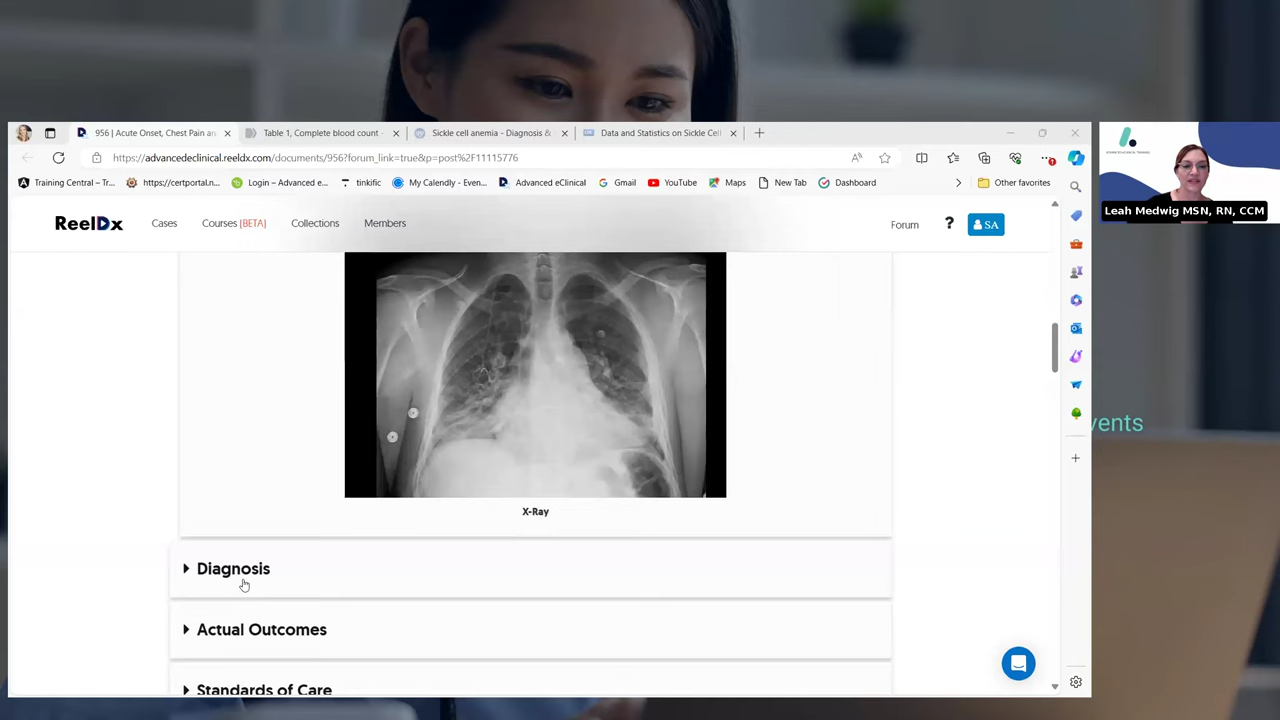 956 | Acute Onset, Chest Pain an
Table 1, Complete blood count -
Sickle cell anemia - Diagnosis &
Data and Statistics on Sickle Cel
https://advancedeclinical.reeldx.com/documents/956?forum_link=true&p=post%2F11115776
Training Central – Tr...
https://certportal.n...
Login – Advanced e...
tinkific
My Calendly - Even...
Advanced eClinical
Gmail
YouTube
Maps
New Tab
Dashboard
Other favorites
Leah Medwig MSN, RN, CCM
ReelDx
Cases
Courses [BETA]
Collections
Members
Forum
?
SA
X-Ray
vents
Diagnosis
Actual Outcomes
Standards of Care